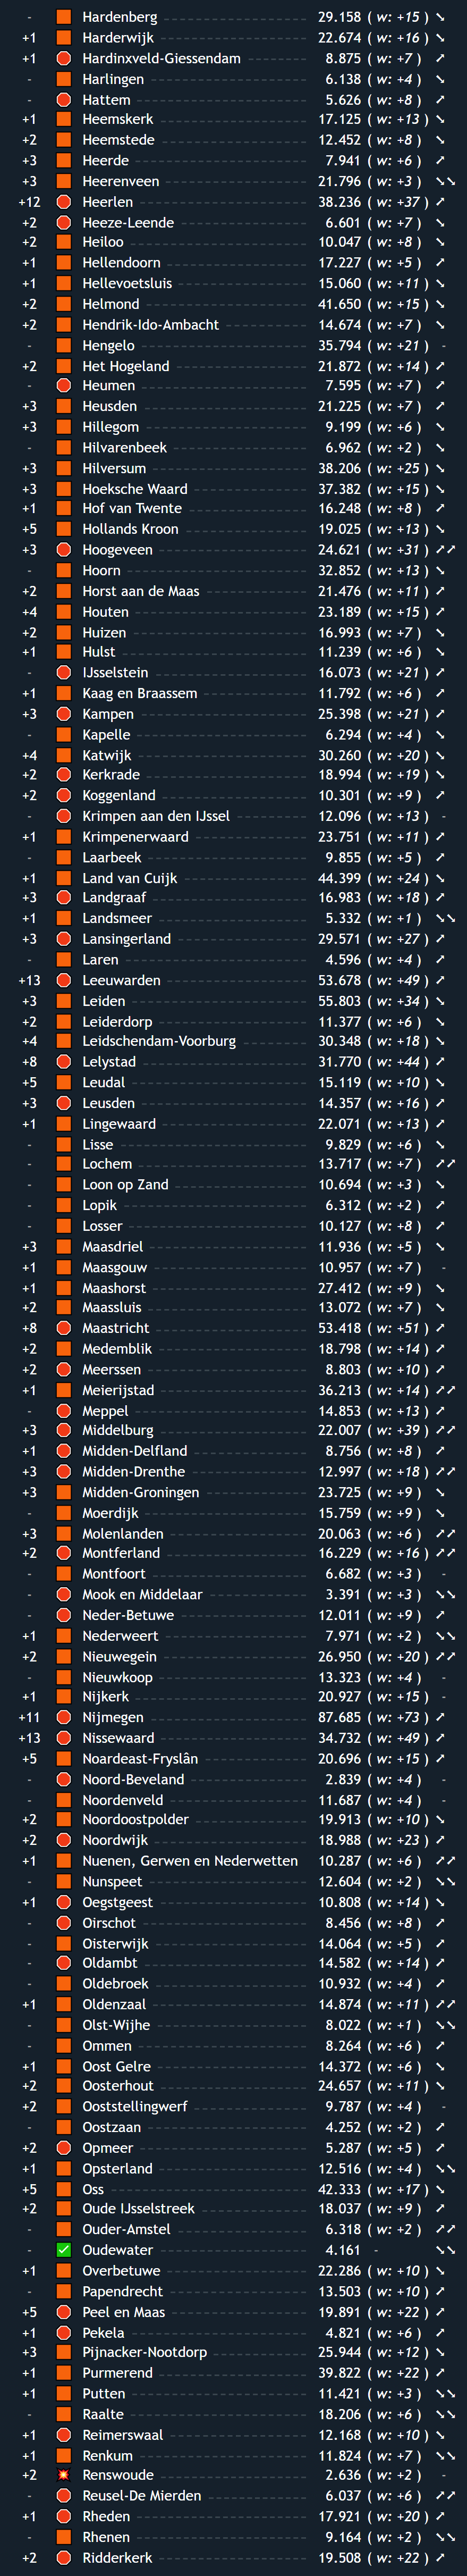 - Hardenberg 29.158 ( w: +15 ) ↘
+1 Harderwijk 22.674 ( w: +16 ) ↘
+1 Hardinxveld-Giessendam 8.875 ( w: +7 ) ↗
- Harlingen 6.138 ( w: +4 ) ↘
- Hattem 5.626 ( w: +8 ) ↗
+1 Heemskerk 17.125 ( w: +13 ) ↘
+2 Heemstede 12.452 ( w: +8 ) ↘
+3 Heerde 7.941 ( w: +6 ) ↗
+3 Heerenveen 21.796 ( w: +3 ) ↘↘
+12 Heerlen 38.236 ( w: +37 ) ↗
+2 Heeze-Leende 6.601 ( w: +7 ) ↘
+2 Heiloo 10.047 ( w: +8 ) ↘
+1 Hellendoorn 17.227 ( w: +5 ) ↗
+1 Hellevoetsluis 15.060 ( w: +11 ) ↘
+2 Helmond 41.650 ( w: +15 ) ↘
+2 Hendrik-Ido-Ambacht 14.674 ( w: +7 ) ↘
- Hengelo 35.794 ( w: +21 ) -
+2 Het Hogeland 21.872 ( w: +14 ) ↗
- Heumen 7.595 ( w: +7 ) ↗
+3 Heusden 21.225 ( w: +7 ) ↗
+3 Hillegom 9.199 ( w: +6 ) ↘
- Hilvarenbeek 6.962 ( w: +2 ) ↘
+3 Hilversum 38.206 ( w: +25 ) ↘
+3 Hoeksche Waard 37.382 ( w: +15 ) ↘
+1 Hof van Twente 16.248 ( w: +8 ) ↗
+5 Hollands Kroon 19.025 ( w: +13 ) ↘
+3 Hoogeveen 24.621 ( w: +31 ) ↗↗
- Hoorn 32.852 ( w: +13 ) ↘
+2 Horst aan de Maas 21.476 ( w: +11 ) ↗
+4 Houten 23.189 ( w: +15 ) ↗
+2 Huizen 16.993 ( w: +7 ) ↘
+1 Hulst 11.239 ( w: +6 ) ↘
- IJsselstein 16.073 ( w: +21 ) ↗
+1 Kaag en Braassem 11.792 ( w: +6 ) ↗
+3 Kampen 25.398 ( w: +21 ) ↗
- Kapelle 6.294 ( w: +4 ) ↘
+4 Katwijk 30.260 ( w: +20 ) ↘
+2 Kerkrade 18.994 ( w: +19 ) ↘
+2 Koggenland 10.301 ( w: +9 ) ↗
- Krimpen aan den IJssel 12.096 ( w: +13 ) -
+1 Krimpenerwaard 23.751 ( w: +11 ) ↗
- Laarbeek 9.855 ( w: +5 ) ↗
+1 Land van Cuijk 44.399 ( w: +24 ) ↘
+3 Landgraaf 16.983 ( w: +18 ) ↗
+1 Landsmeer 5.332 ( w: +1 ) ↘↘
+3 Lansingerland 29.571 ( w: +27 ) ↗
- Laren 4.596 ( w: +4 ) ↗
+13 Leeuwarden 53.678 ( w: +49 ) ↗
+3 Leiden 55.803 ( w: +34 ) ↘
+2 Leiderdorp 11.377 ( w: +6 ) ↘
+4 Leidschendam-Voorburg 30.348 ( w: +18 ) ↘
+8 Lelystad 31.770 ( w: +44 ) ↗
+5 Leudal 15.119 ( w: +10 ) ↘
+3 Leusden 14.357 ( w: +16 ) ↗
+1 Lingewaard 22.071 ( w: +13 ) ↗
- Lisse 9.829 ( w: +6 ) ↘
- Lochem 13.717 ( w: +7 ) ↗↗
- Loon op Zand 10.694 ( w: +3 ) ↘
- Lopik 6.312 ( w: +2 ) ↗
- Losser 10.127 ( w: +8 ) ↗
+3 Maasdriel 11.936 ( w: +5 ) ↘
+1 Maasgouw 10.957 ( w: +7 ) -
+1 Maashorst 27.412 ( w: +9 ) ↘
+2 Maassluis 13.072 ( w: +7 ) ↘
+8 Maastricht 53.418 ( w: +51 ) ↗
+2 Medemblik 18.798 ( w: +14 ) ↗
+2 Meerssen 8.803 ( w: +10 ) ↗
+1 Meierijstad 36.213 ( w: +14 ) ↗↗
- Meppel 14.853 ( w: +13 ) ↗
+3 Middelburg 22.007 ( w: +39 ) ↗↗
+1 Midden-Delfland 8.756 ( w: +8 ) ↗
+3 Midden-Drenthe 12.997 ( w: +18 ) ↗↗
+3 Midden-Groningen 23.725 ( w: +9 ) ↘
- Moerdijk 15.759 ( w: +9 ) ↘
+3 Molenlanden 20.063 ( w: +6 ) ↗↗
+2 Montferland 16.229 ( w: +16 ) ↗↗
- Montfoort 6.682 ( w: +3 ) -
- Mook en Middelaar 3.391 ( w: +3 ) ↘↘
- Neder-Betuwe 12.011 ( w: +9 ) ↗
+1 Nederweert 7.971 ( w: +2 ) ↘↘
+2 Nieuwegein 26.950 ( w: +20 ) ↗↗
- Nieuwkoop 13.323 ( w: +4 ) -
+1 Nijkerk 20.927 ( w: +15 ) -
+11 Nijmegen 87.685 ( w: +73 ) ↗
+13 Nissewaard 34.732 ( w: +49 ) ↗
+5 Noardeast-Fryslân 20.696 ( w: +15 ) ↗
- Noord-Beveland 2.839 ( w: +4 ) -
- Noordenveld 11.687 ( w: +4 ) -
+2 Noordoostpolder 19.913 ( w: +10 ) ↘
+2 Noordwijk 18.988 ( w: +23 ) ↗
+1 Nuenen, Gerwen en Nederwetten 10.287 ( w: +6 ) ↗↗
- Nunspeet 12.604 ( w: +2 ) ↘↘
+1 Oegstgeest 10.808 ( w: +14 ) ↘
- Oirschot 8.456 ( w: +8 ) ↗
- Oisterwijk 14.064 ( w: +5 ) ↗
- Oldambt 14.582 ( w: +14 ) ↗
- Oldebroek 10.932 ( w: +4 ) ↗
+1 Oldenzaal 14.874 ( w: +11 ) ↗↗
- Olst-Wijhe 8.022 ( w: +1 ) ↘↘
- Ommen 8.264 ( w: +6 ) ↗
+1 Oost Gelre 14.372 ( w: +6 ) ↘
+2 Oosterhout 24.657 ( w: +11 ) ↘
+2 Ooststellingwerf 9.787 ( w: +4 ) -
- Oostzaan 4.252 ( w: +2 ) ↗
+2 Opmeer 5.287 ( w: +5 ) ↗
+1 Opsterland 12.516 ( w: +4 ) ↘↘
+5 Oss 42.333 ( w: +17 ) ↘
+2 Oude IJsselstreek 18.037 ( w: +9 ) ↗
- Ouder-Amstel 6.318 ( w: +2 ) ↗↗
- Oudewater 4.161 - ↘↘
+1 Overbetuwe 22.286 ( w: +10 ) ↘
- Papendrecht 13.503 ( w: +10 ) ↗
+5 Peel en Maas 19.891 ( w: +22 ) ↗
+1 Pekela 4.821 ( w: +6 ) ↗
+3 Pijnacker-Nootdorp 25.944 ( w: +12 ) ↘
+1 Purmerend 39.822 ( w: +22 ) ↗
+1 Putten 11.421 ( w: +3 ) ↘↘
- Raalte 18.206 ( w: +6 ) ↘↘
+1 Reimerswaal 12.168 ( w: +10 ) ↘
+1 Renkum 11.824 ( w: +7 ) ↘↘
+2 Renswoude 2.636 ( w: +2 ) -
- Reusel-De Mierden 6.037 ( w: +6 ) ↗↗
+1 Rheden 17.921 ( w: +20 ) ↗
- Rhenen 9.164 ( w: +2 ) ↘↘
+2 Ridderkerk 19.508 ( w: +22 ) ↗